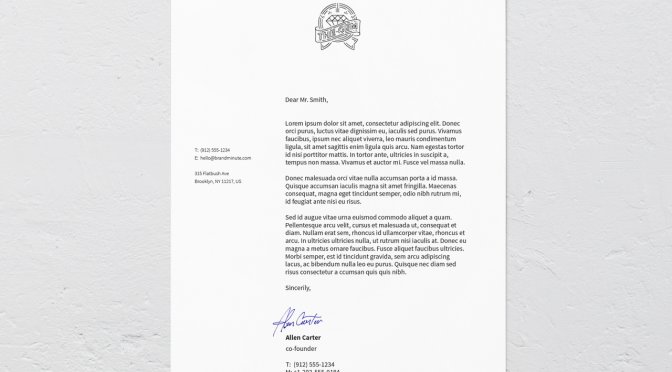 THE GEM
Dear Mr. Smith,
Lorem ipsum dolor sit amet, consectetur adipiscing elit. Donec
orci purus, luctus vitae dignissim eu, iaculis sed purus. Vivamus
faucibus, ipsum nec aliquet viverra, leo mauris condimentum
ligula, sit amet sagittis enim ligula quis arcu. Nam egestas tortor
id nisi porttitor mattis. In tortor ante, ultricies in suscipit a,
tempus non massa. Vivamus et auctor mi. Fusce vel massa nulla.
T: (912) 555-1234
E: hello@brandminute.com
315 Flatbush Ave
Brooklyn, NY 11217, US
Donec malesuada orci vitae nulla accumsan porta a id massa.
Quisque accumsan iaculis magna sit amet fringilla. Maecenas
consequat, magna eget tincidunt semper, odio nibh rutrum mi,
id feugiat ante nisi eu risus.
Sed id augue vitae urna euismod commodo aliquet a quam.
Pellentesque arcu velit, cursus et malesuada ut, consequat et
diam. Nullam erat sem, rhoncus id ullamcorper vitae, rhoncus et
arcu. In ultricies ultricies nulla, ut rutrum nisi iaculis at. Donec eu
magna a metus ornare faucibus. Fusce aliquet faucibus ultricies.
Morbi semper, est id tincidunt gravida, sem arcu adipiscing
lacus, ac bibendum nulla leo eu purus. Quisque nec diam sed
risus consectetur a ccumsan quis quis nibh.
Sincerely,
Allen Carter
co-founder
T: (912) 555-1234